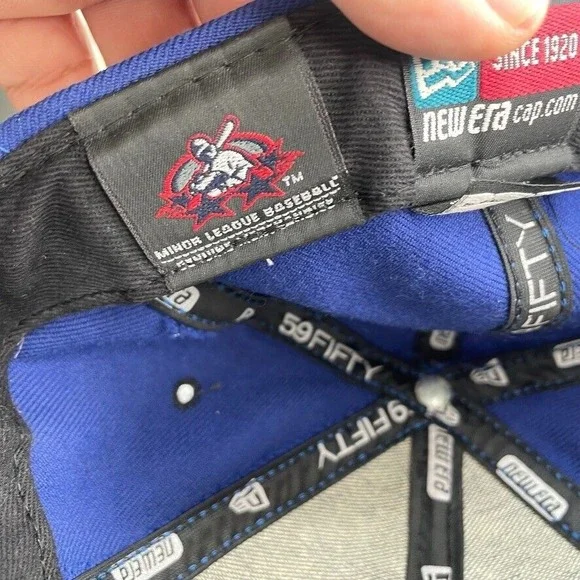 SINCE 1920
NEW ERA cap.com
TM
MINOR LEAGUE BASEBALL
59FIFTY
59FIFTY
59FIFTY
NEW ERA
NEW ERA
NEW ERA